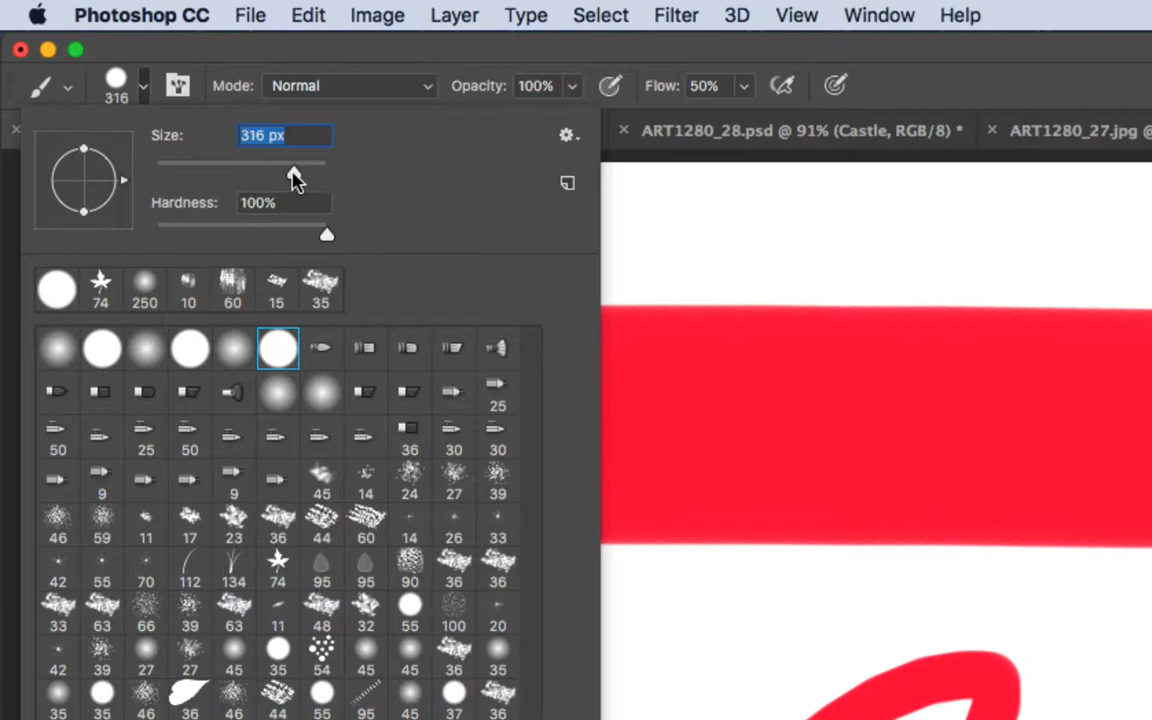 Photoshop CC File Edit Image Layer Type Select Filter 3D View Window Help
316 Mode: Normal Opacity: 100% Flow: 50%
ART1280_28.psd @ 91% (Castle, RGB/8) * ART1280_27.jpg @
Size: 316 px
Hardness: 100%
74 250 10 60 15 35
25
50 25 50 36 30 30
9 9 45 14 24 27 39
46 59 11 17 23 36 44 60 14 26 33
42 55 70 112 134 74 95 95 90 36 36
33 63 66 39 63 11 48 32 55 100 20
42 39 27 27 45 35 54 45 45 36 35
35 35 46 36 46 44 55 95 45 37 36